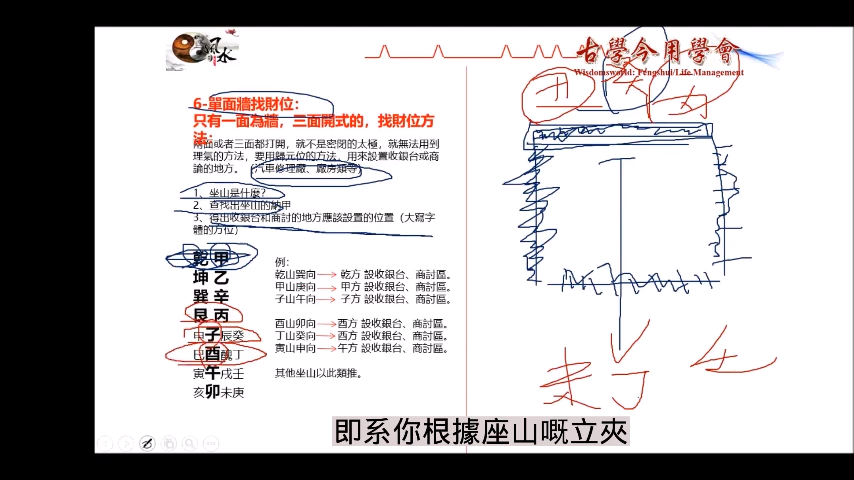 風水
古學今用學會
Wisdomsworld: Fengshui/Life Management
6-單面牆找財位：
只有一面為牆，三面開式的，找財位方
法：
兩面或者三面都打開，就不是密閉的太極，就無法用到
理氣的方法，要用歸元位的方法，用來設置收銀台或商
論的地方。（汽車修理廠、廠房類等）
1、坐山是什麼？
2、查找出坐山的納甲
3、得出收銀台和商討的地方應該設置的位置（大寫字
體的方位）
乾 甲
坤 乙
巽 辛
艮 丙
申子辰癸
巳酉醜丁
寅午戌壬
亥卯未庚
例：
乾山巽向 → 乾方 設收銀台、商討區。
甲山庚向 → 甲方 設收銀台、商討區。
子山午向 → 子方 設收銀台、商討區。
酉山卯向 → 酉方 設收銀台、商討區。
丁山癸向 → 酉方 設收銀台、商討區。
寅山申向 → 午方 設收銀台、商討區。
其他坐山以此類推。
丑
未 丁
即系你根據座山嘅立夾